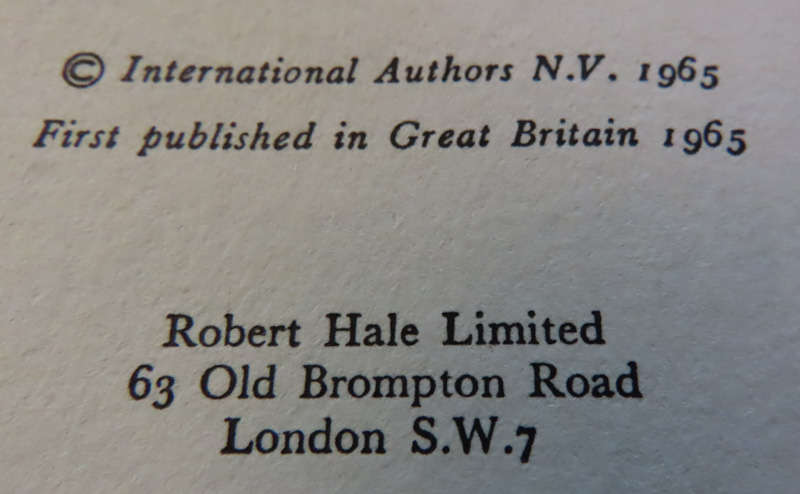 © International Authors N.V. 1965
First published in Great Britain 1965
Robert Hale Limited
63 Old Brompton Road
London S.W.7